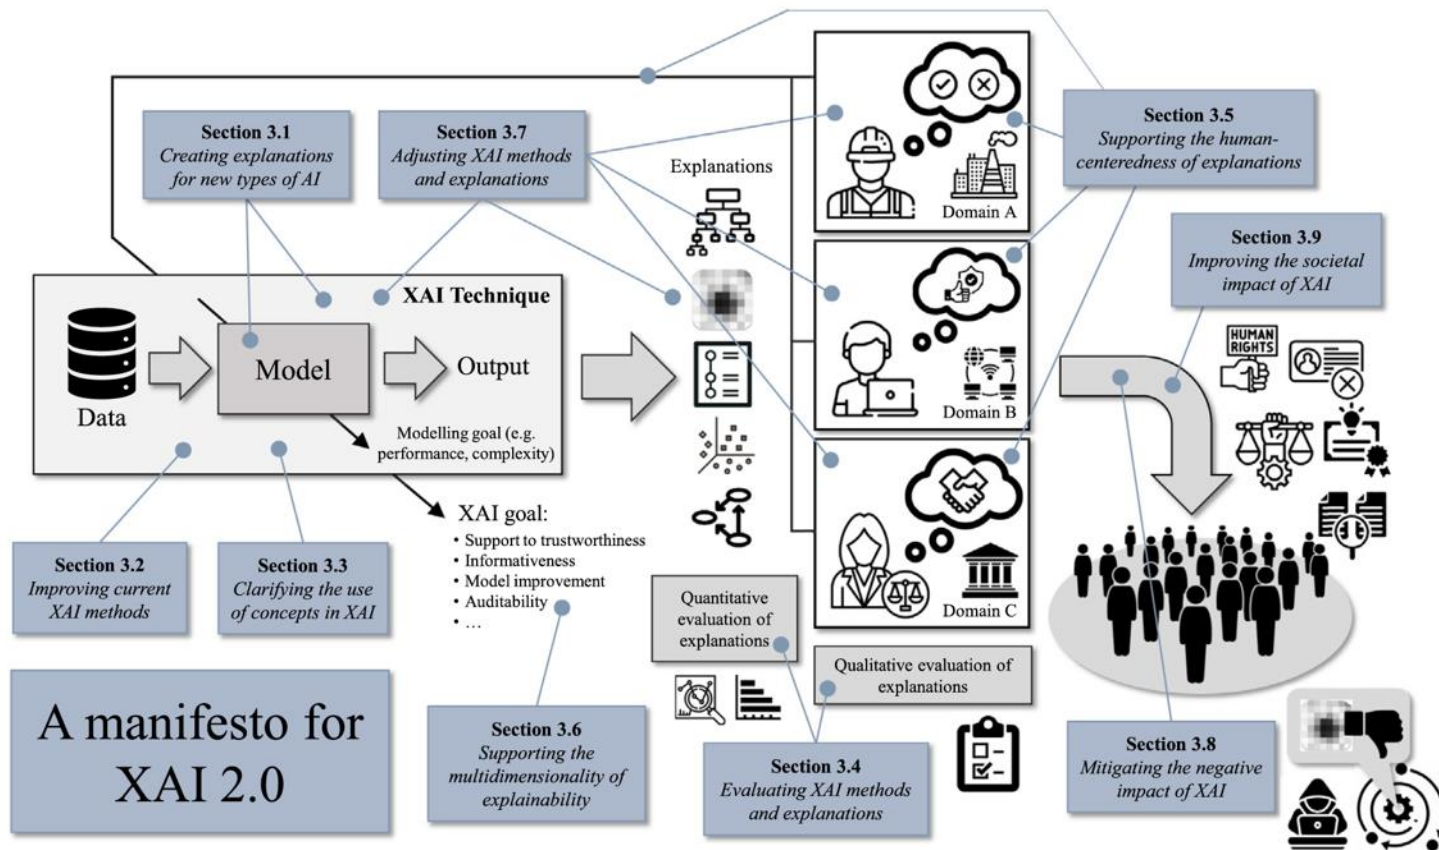 Section 3.1
Creating explanations
for new types of AI
Section 3.7
Adjusting XAI methods
and explanations
Explanations
Domain A
Section 3.5
Supporting the human-
centeredness of explanations
XAI Technique
Data
Model
Output
Modelling goal (e.g.
performance, complexity)
Domain B
Section 3.9
Improving the societal
impact of XAI
HUMAN
RIGHTS
XAI goal:
• Support to trustworthiness
• Informativeness
• Model improvement
• Auditability
• …
Domain C
Section 3.2
Improving current
XAI methods
Section 3.3
Clarifying the use
of concepts in XAI
Quantitative
evaluation of
explanations
Qualitative evaluation of
explanations
A manifesto for
XAI 2.0
Section 3.6
Supporting the
multidimensionality of
explainability
Section 3.4
Evaluating XAI methods
and explanations
Section 3.8
Mitigating the negative
impact of XAI